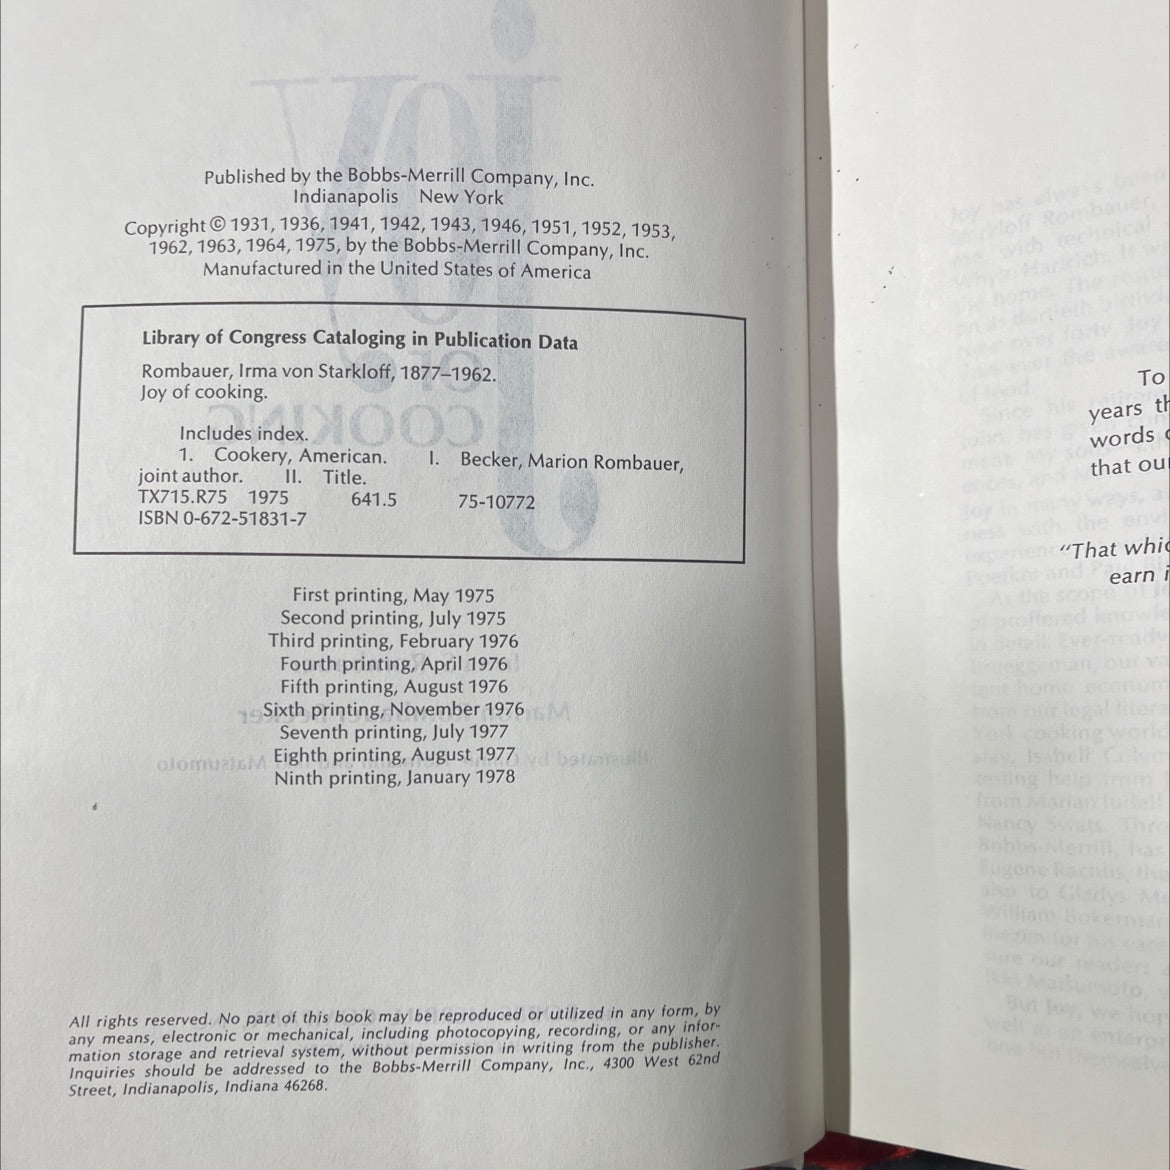 Published by the Bobbs-Merrill Company, Inc.
Indianapolis New York
Copyright © 1931, 1936, 1941, 1942, 1943, 1946, 1951, 1952, 1953,
1962, 1963, 1964, 1975, by the Bobbs-Merrill Company, Inc.
Manufactured in the United States of America
Library of Congress Cataloging in Publication Data
Rombauer, Irma von Starkloff, 1877–1962.
Joy of cooking.
Includes index.
1. Cookery, American. I. Becker, Marion Rombauer,
joint author. II. Title.
TX715.R75 1975 641.5 75-10772
ISBN 0-672-51831-7
First printing, May 1975
Second printing, July 1975
Third printing, February 1976
Fourth printing, April 1976
Fifth printing, August 1976
Sixth printing, November 1976
Seventh printing, July 1977
Eighth printing, August 1977
Ninth printing, January 1978
All rights reserved. No part of this book may be reproduced or utilized in any form, by
any means, electronic or mechanical, including photocopying, recording, or any infor-
mation storage and retrieval system, without permission in writing from the publisher.
Inquiries should be addressed to the Bobbs-Merrill Company, Inc., 4300 West 62nd
Street, Indianapolis, Indiana 46268.
To
years
words
that
"That
earn